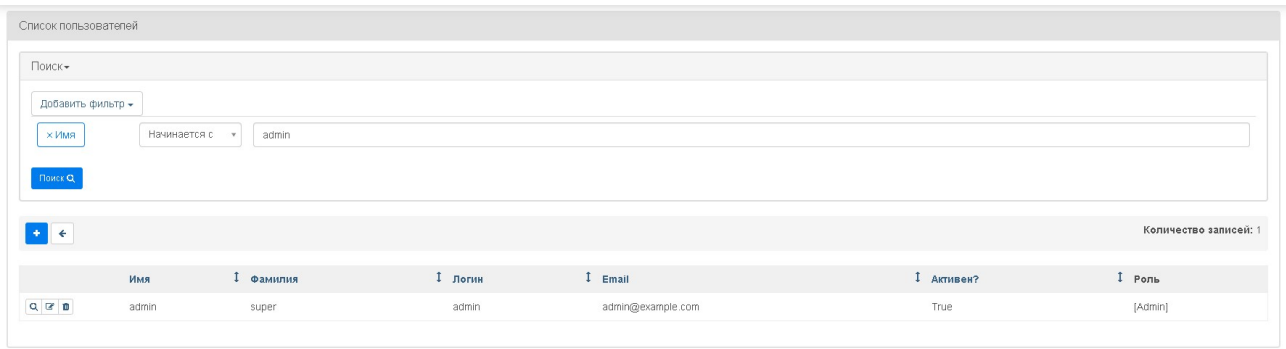 Список пользователей
Поиск
Добавить фильтр
× Имя Начинается с admin
Поиск
+ Количество записей: 1
Имя Фамилия Логин Email Активен? Роль
admin super admin admin@example.com True [Admin]